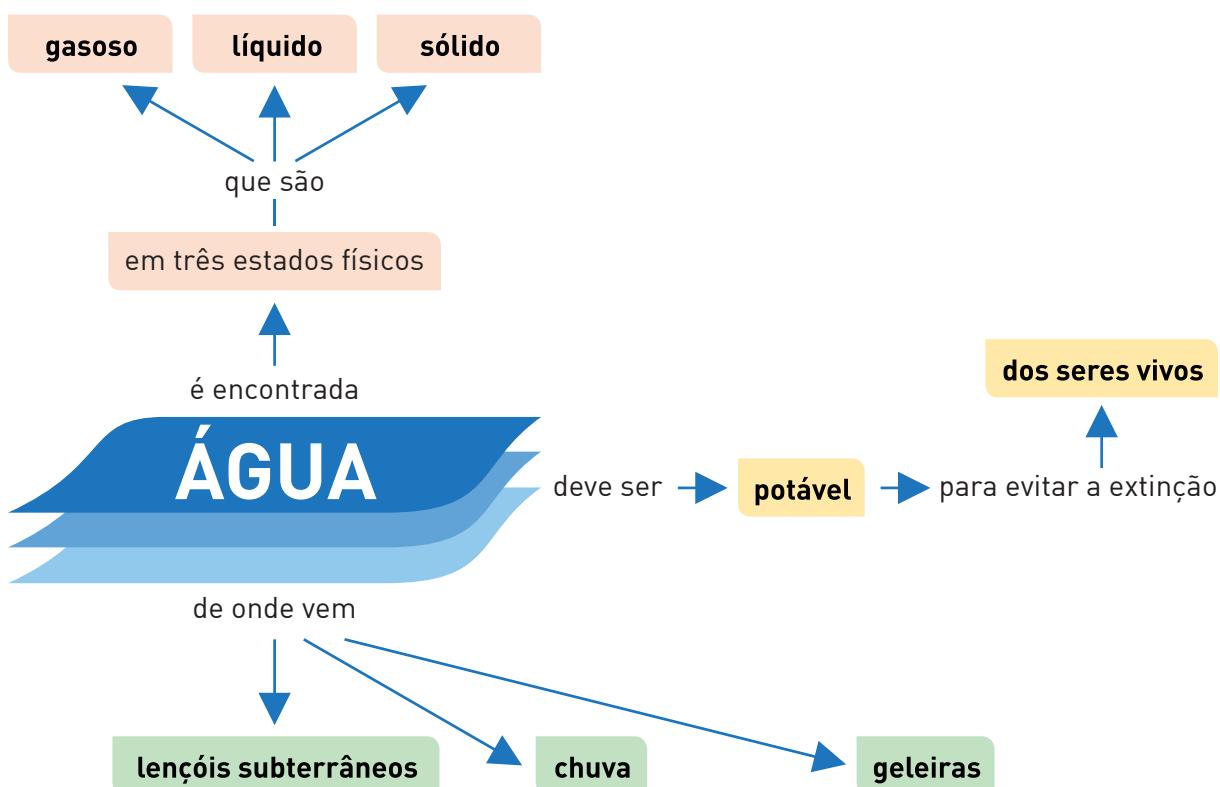 gasoso
líquido
sólido
que são
em três estados físicos
é encontrada
ÁGUA
deve ser
potável
para evitar a extinção
dos seres vivos
de onde vem
lençóis subterrâneos
chuva
geleiras